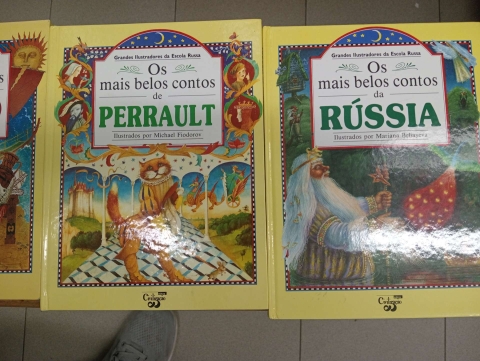 Grandes Ilustradores da Escola Russa
Os
mais belos contos
de
PERRAULT
Ilustrados por Michael Fiodorov
Grandes Ilustradores da Escola Russa
Os
mais belos contos
da
RÚSSIA
Ilustrados por Mariana